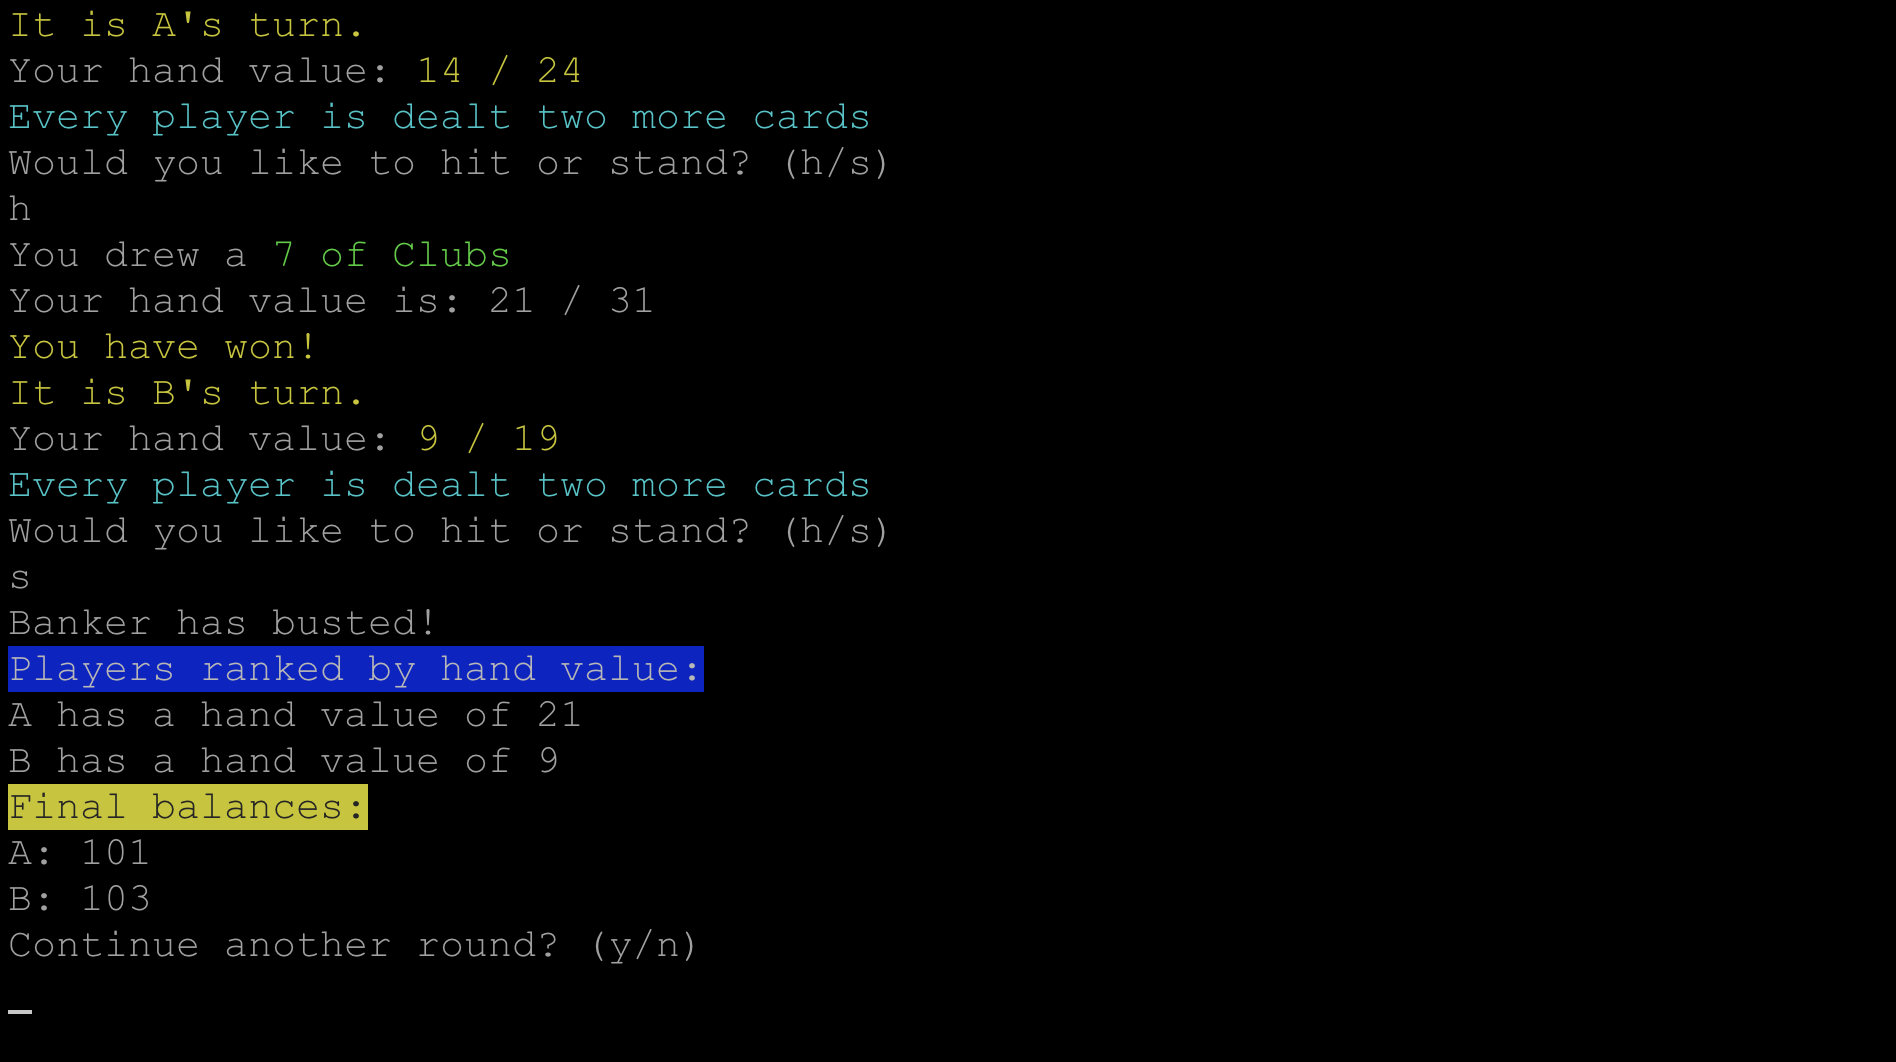 It is A's turn.
Your hand value: 14 / 24
Every player is dealt two more cards
Would you like to hit or stand? (h/s)
h
You drew a 7 of Clubs
Your hand value is: 21 / 31
You have won!
It is B's turn.
Your hand value: 9 / 19
Every player is dealt two more cards
Would you like to hit or stand? (h/s)
s
Banker has busted!
Players ranked by hand value:
A has a hand value of 21
B has a hand value of 9
Final balances:
A: 101
B: 103
Continue another round? (y/n)